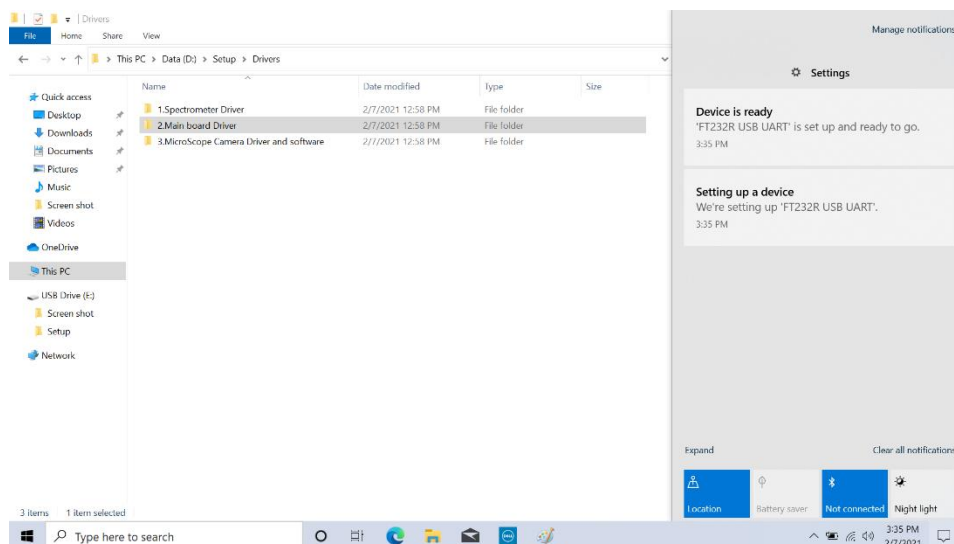 Drivers
File Home Share View
This PC > Data (D:) > Setup > Drivers
Name Date modified Type Size
1.Spectrometer Driver 2/7/2021 12:58 PM File folder
2.Main board Driver 2/7/2021 12:58 PM File folder
3.MicroScope Camera Driver and software 2/7/2021 12:58 PM File folder
Quick access
Desktop
Downloads
Documents
Pictures
Music
Screen shot
Videos
OneDrive
This PC
USB Drive (E:)
Screen shot
Setup
Network
3 items 1 item selected
Manage notifications
Settings
Device is ready
'FT232R USB UART' is set up and ready to go.
3:35 PM
Setting up a device
We're setting up 'FT232R USB UART'.
3:35 PM
Expand Clear all notifications
Location Battery saver Not connected Night light
Type here to search
DELL
3:35 PM
2/7/2021